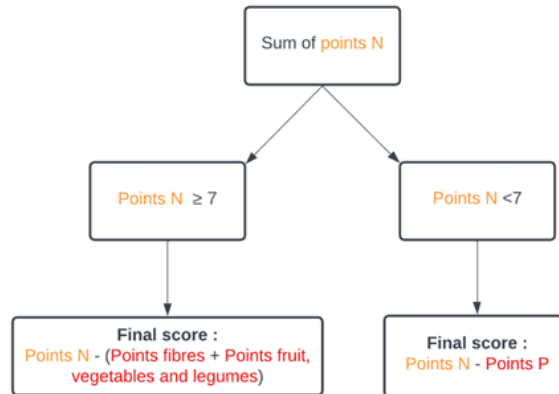 Sum of points N
Points N ≥ 7
Points N <7
Final score :
Points N - (Points fibres + Points fruit,
vegetables and legumes)
Final score :
Points N - Points P